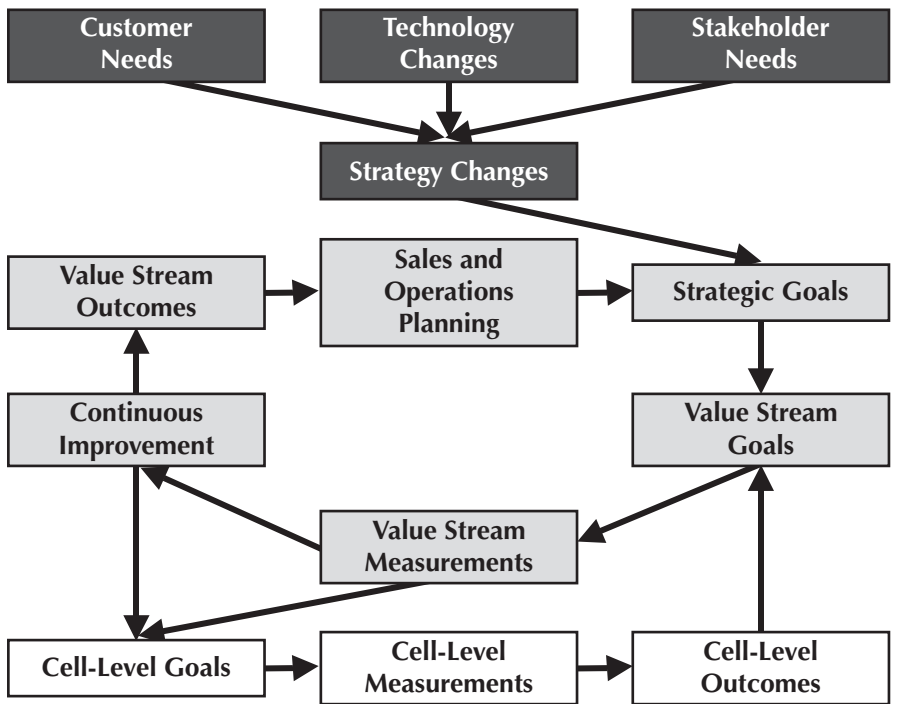 Customer
Needs
Technology
Changes
Stakeholder
Needs
Strategy Changes
Value Stream
Outcomes
Sales and
Operations
Planning
Strategic Goals
Continuous
Improvement
Value Stream
Goals
Value Stream
Measurements
Cell-Level Goals
Cell-Level
Measurements
Cell-Level
Outcomes